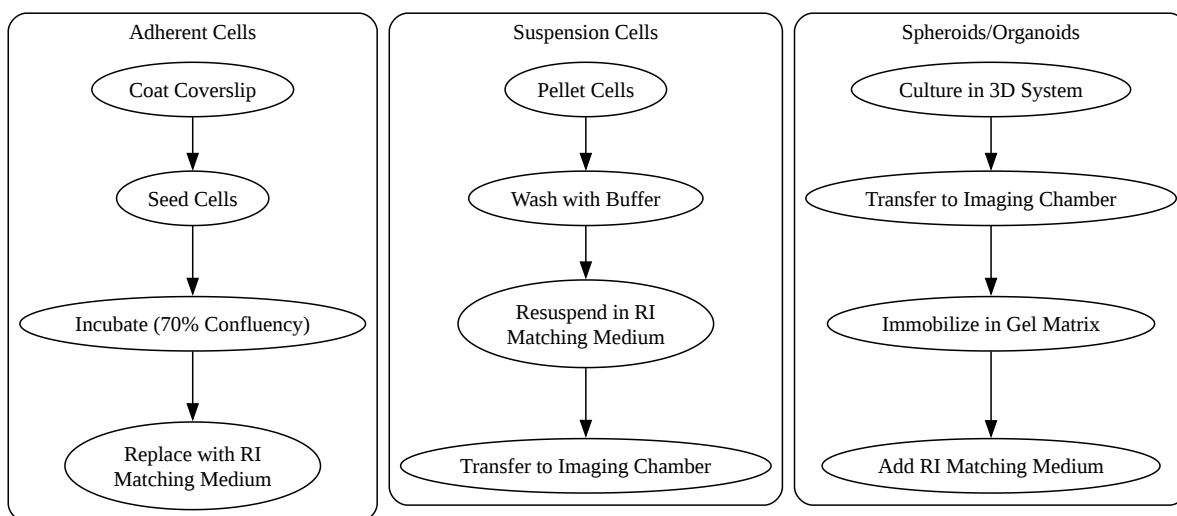 Adherent Cells
Coat Coverslip
Seed Cells
Incubate (70% Confluency)
Replace with RI
Matching Medium
Suspension Cells
Pellet Cells
Wash with Buffer
Resuspend in RI
Matching Medium
Transfer to Imaging Chamber
Spheroids/Organoids
Culture in 3D System
Transfer to Imaging Chamber
Immobilize in Gel Matrix
Add RI Matching Medium